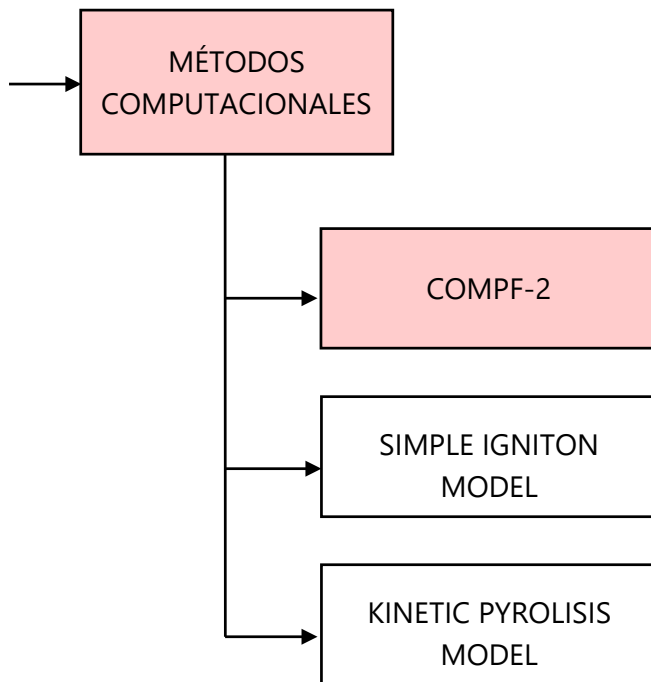 MÉTODOS
COMPUTACIONALES
COMPF-2
SIMPLE IGNITON
MODEL
KINETIC PYROLISIS
MODEL